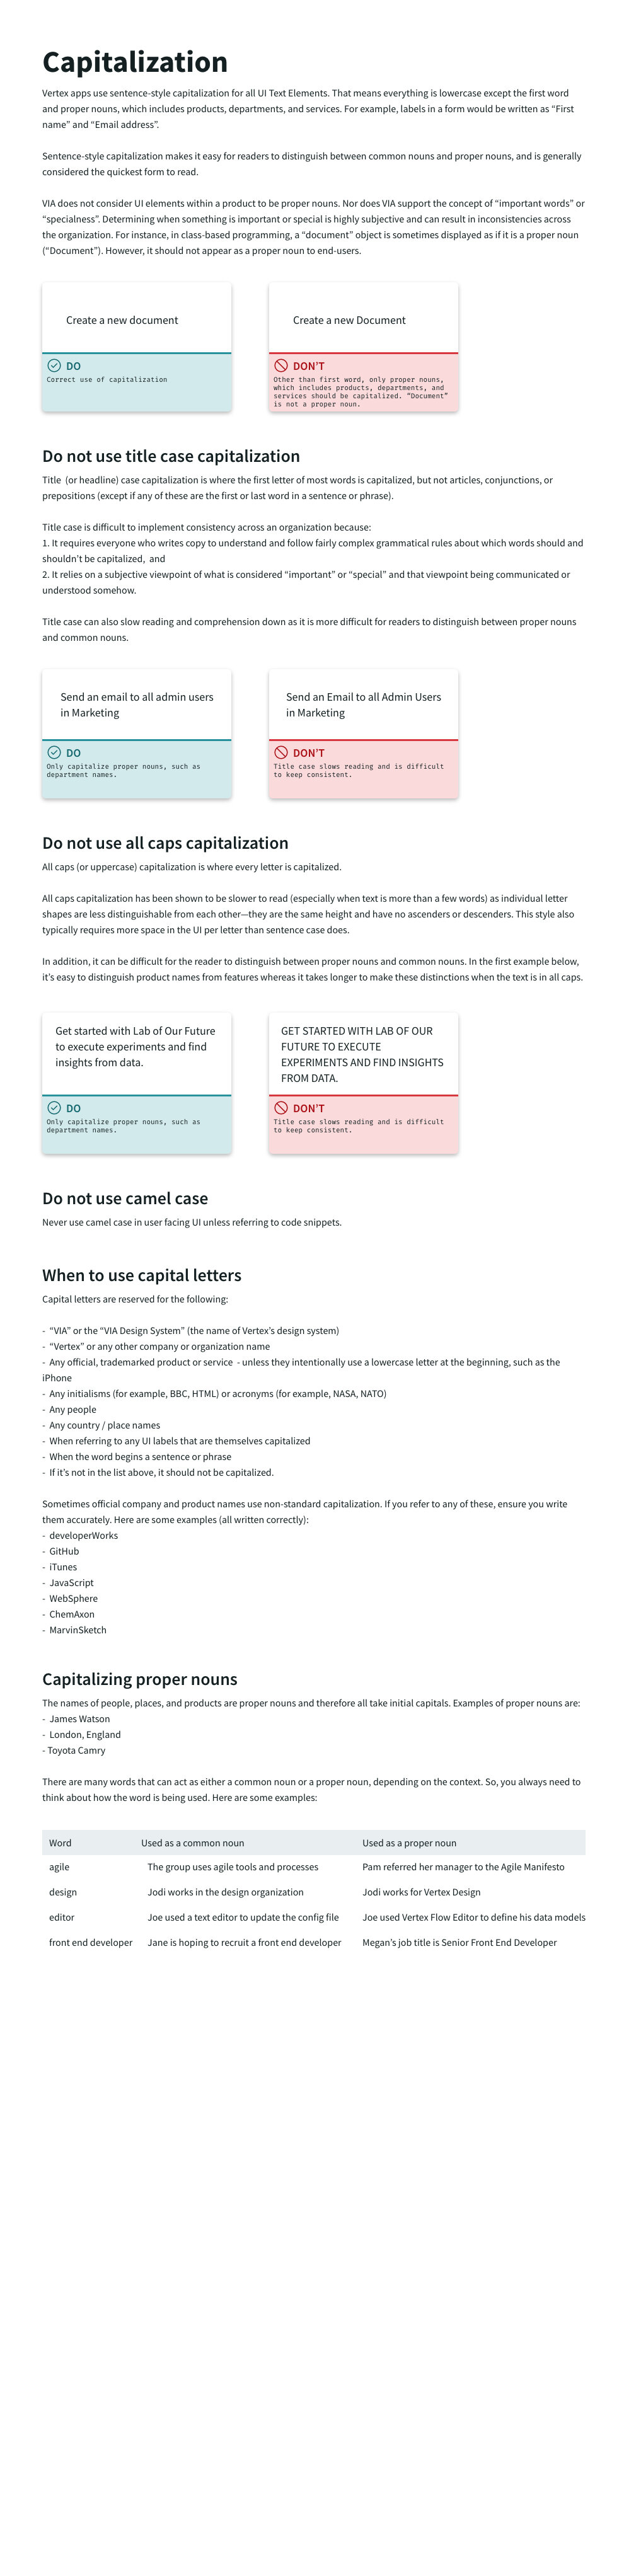 Capitalization
Vertex apps use sentence-style capitalization for all UI Text Elements. That means everything is lowercase except the first word
and proper nouns, which includes products, departments, and services. For example, labels in a form would be written as “First
name” and “Email address”.
Sentence-style capitalization makes it easy for readers to distinguish between common nouns and proper nouns, and is generally
considered the quickest form to read.
VIA does not consider UI elements within a product to be proper nouns. Nor does VIA support the concept of “important words” or
“specialness”. Determining when something is important or special is highly subjective and can result in inconsistencies across
the organization. For instance, in class-based programming, a “document” object is sometimes displayed as if it is a proper noun
(“Document”). However, it should not appear as a proper noun to end-users.
Create a new document
DO
Correct use of capitalization
Create a new Document
DON’T
Other than first word, only proper nouns,
which includes products, departments, and
services should be capitalized. “Document”
is not a proper noun.
Do not use title case capitalization
Title (or headline) case capitalization is where the first letter of most words is capitalized, but not articles, conjunctions, or
prepositions (except if any of these are the first or last word in a sentence or phrase).
Title case is difficult to implement consistency across an organization because:
1. It requires everyone who writes copy to understand and follow fairly complex grammatical rules about which words should and
shouldn’t be capitalized, and
2. It relies on a subjective viewpoint of what is considered “important” or “special” and that viewpoint being communicated or
understood somehow.
Title case can also slow reading and comprehension down as it is more difficult for readers to distinguish between proper nouns
and common nouns.
Send an email to all admin users
in Marketing
DO
Only capitalize proper nouns, such as
department names.
Send an Email to all Admin Users
in Marketing
DON’T
Title case slows reading and is difficult
to keep consistent.
Do not use all caps capitalization
All caps (or uppercase) capitalization is where every letter is capitalized.
All caps capitalization has been shown to be slower to read (especially when text is more than a few words) as individual letter
shapes are less distinguishable from each other—they are the same height and have no ascenders or descenders. This style also
typically requires more space in the UI per letter than sentence case does.
In addition, it can be difficult for the reader to distinguish between proper nouns and common nouns. In the first example below,
it’s easy to distinguish product names from features whereas it takes longer to make these distinctions when the text is in all caps.
Get started with Lab of Our Future
to execute experiments and find
insights from data.
DO
Only capitalize proper nouns, such as
department names.
GET STARTED WITH LAB OF OUR
FUTURE TO EXECUTE
EXPERIMENTS AND FIND INSIGHTS
FROM DATA.
DON’T
Title case slows reading and is difficult
to keep consistent.
Do not use camel case
Never use camel case in user facing UI unless referring to code snippets.
When to use capital letters
Capital letters are reserved for the following:
- “VIA” or the “VIA Design System” (the name of Vertex’s design system)
- “Vertex” or any other company or organization name
- Any official, trademarked product or service - unless they intentionally use a lowercase letter at the beginning, such as the
iPhone
- Any initialisms (for example, BBC, HTML) or acronyms (for example, NASA, NATO)
- Any people
- Any country / place names
- When referring to any UI labels that are themselves capitalized
- When the word begins a sentence or phrase
- If it’s not in the list above, it should not be capitalized.
Sometimes official company and product names use non-standard capitalization. If you refer to any of these, ensure you write
them accurately. Here are some examples (all written correctly):
- developerWorks
- GitHub
- iTunes
- JavaScript
- WebSphere
- ChemAxon
- MarvinSketch
Capitalizing proper nouns
The names of people, places, and products are proper nouns and therefore all take initial capitals. Examples of proper nouns are:
- James Watson
- London, England
- Toyota Camry
There are many words that can act as either a common noun or a proper noun, depending on the context. So, you always need to
think about how the word is being used. Here are some examples:
Word Used as a common noun Used as a proper noun
agile The group uses agile tools and processes Pam referred her manager to the Agile Manifesto
design Jodi works in the design organization Jodi works for Vertex Design
editor Joe used a text editor to update the config file Joe used Vertex Flow Editor to define his data models
front end developer Jane is hoping to recruit a front end developer Megan’s job title is Senior Front End Developer